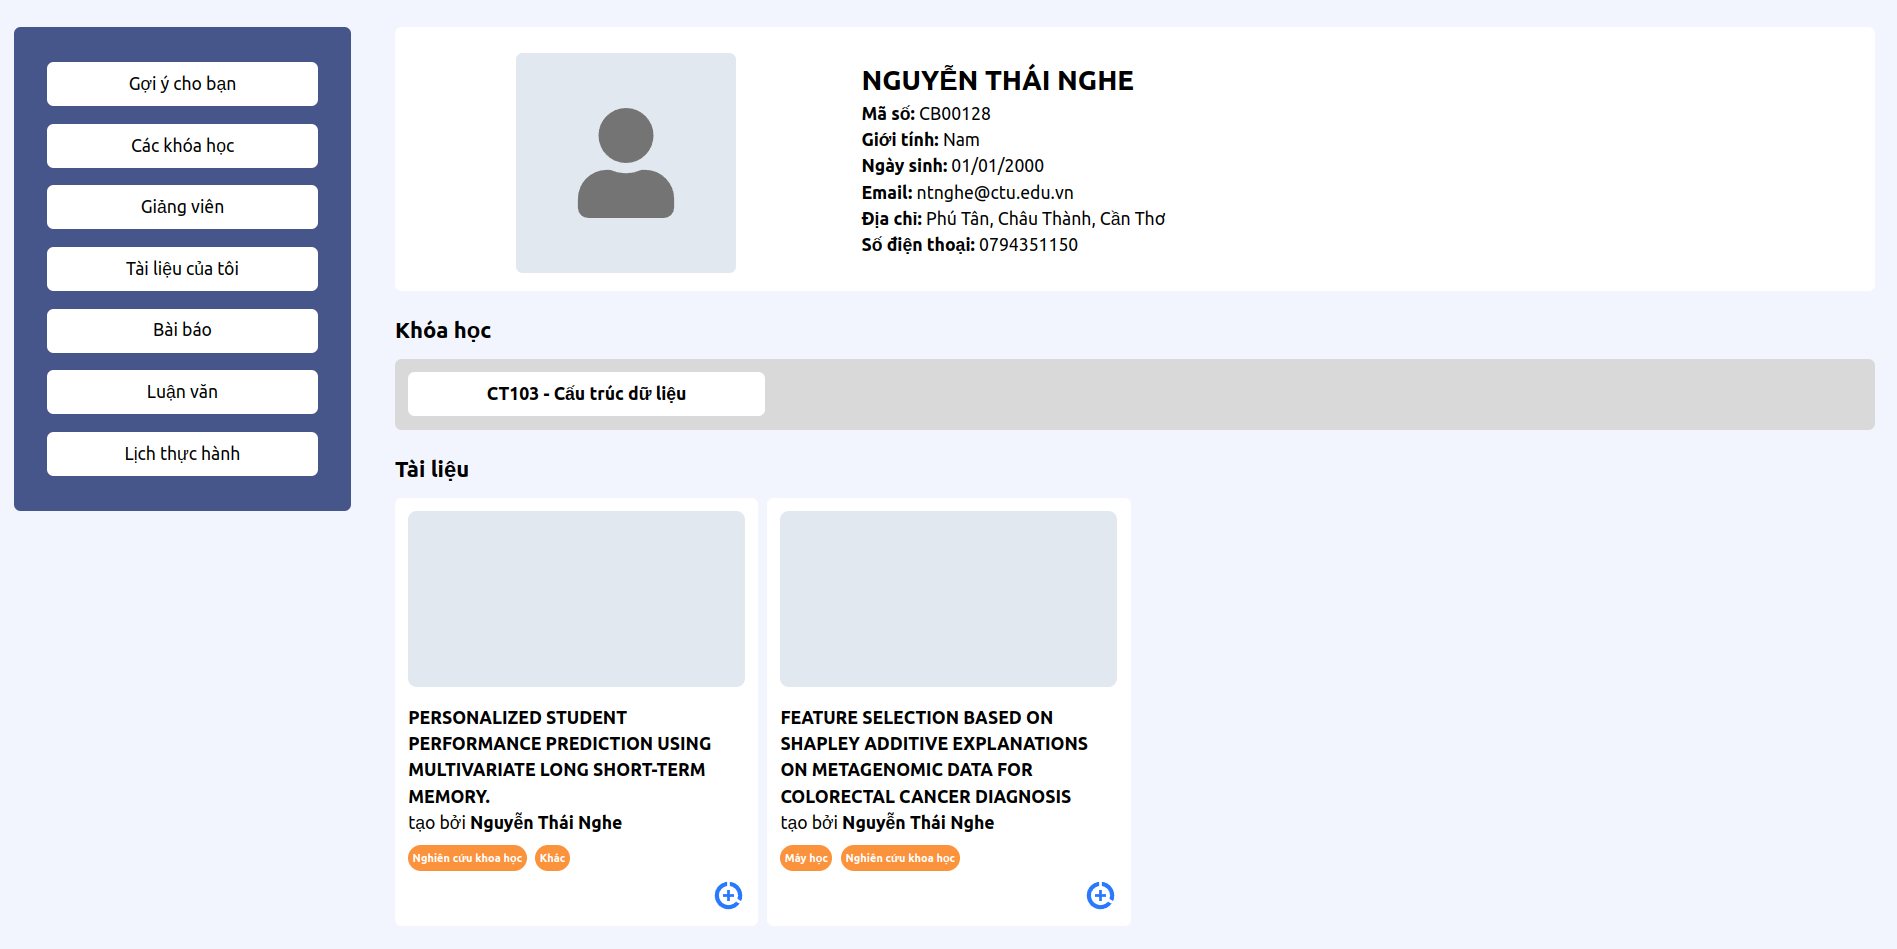 Gợi ý cho bạn
Các khóa học
Giảng viên
Tài liệu của tôi
Bài báo
Luận văn
Lịch thực hành
NGUYỄN THÁI NGHE
Mã số: CB00128
Giới tính: Nam
Ngày sinh: 01/01/2000
Email: ntnghe@ctu.edu.vn
Địa chỉ: Phú Tân, Châu Thành, Cần Thơ
Số điện thoại: 0794351150
Khóa học
CT103 - Cấu trúc dữ liệu
Tài liệu
PERSONALIZED STUDENT
PERFORMANCE PREDICTION USING
MULTIVARIATE LONG SHORT-TERM
MEMORY.
tạo bởi Nguyễn Thái Nghe
Nghiên cứu khoa học Khác
FEATURE SELECTION BASED ON
SHAPLEY ADDITIVE EXPLANATIONS
ON METAGENOMIC DATA FOR
COLORECTAL CANCER DIAGNOSIS
tạo bởi Nguyễn Thái Nghe
Máy học Nghiên cứu khoa học